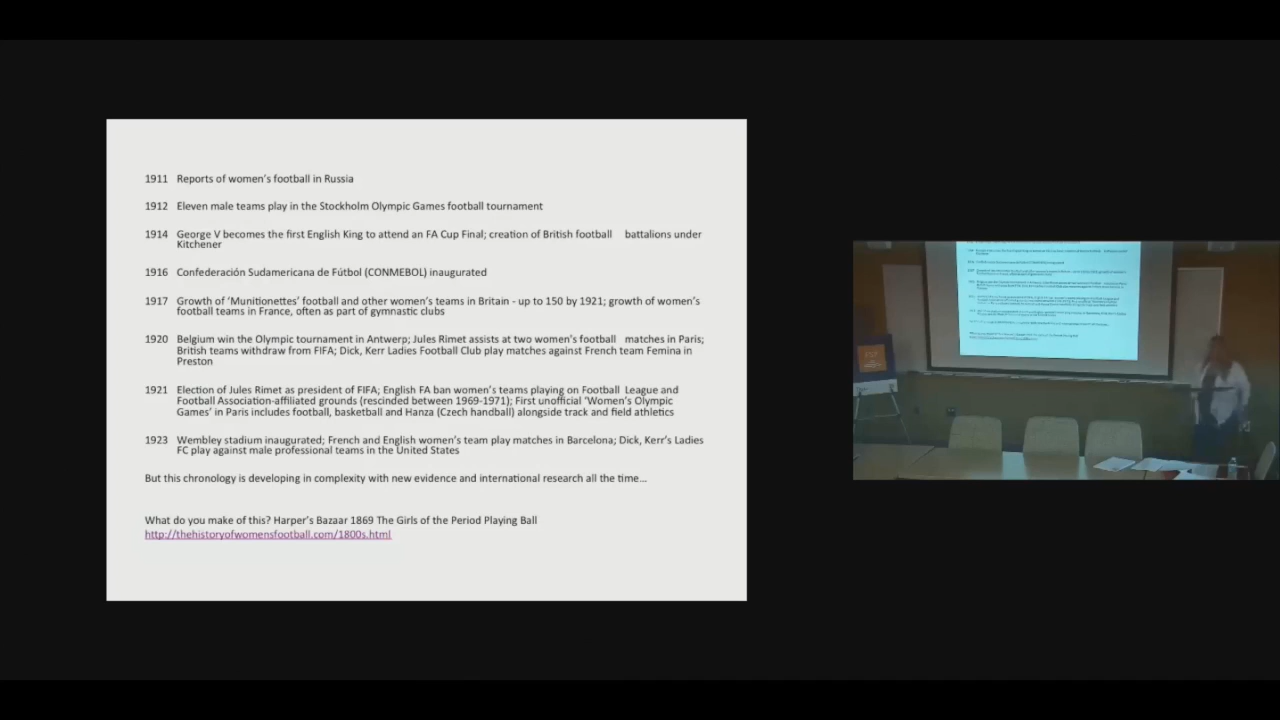 1911 Reports of women's football in Russia
1912 Eleven male teams play in the Stockholm Olympic Games football tournament
1914 George V becomes the first English King to attend an FA Cup Final; creation of British football battalions under
Kitchener
1916 Confederación Sudamericana de Fútbol (CONMEBOL) inaugurated
1917 Growth of ‘Munitionettes’ football and other women’s teams in Britain - up to 150 by 1921; growth of women’s
football teams in France, often as part of gymnastic clubs
1920 Belgium win the Olympic tournament in Antwerp; Jules Rimet assists at two women’s football matches in Paris;
British teams withdraw from FIFA; Dick, Kerr Ladies Football Club play matches against French team Femina in
Preston
1921 Election of Jules Rimet as president of FIFA; English FA ban women’s teams playing on Football League and
Football Association-affiliated grounds (rescinded between 1969-1971); First unofficial ‘Women’s Olympic
Games’ in Paris includes football, basketball and Hanza (Czech handball) alongside track and field athletics
1923 Wembley stadium inaugurated; French and English women’s team play matches in Barcelona; Dick, Kerr’s Ladies
FC play against male professional teams in the United States
But this chronology is developing in complexity with new evidence and international research all the time…
What do you make of this? Harper’s Bazaar 1869 The Girls of the Period Playing Ball
http://thehistoryofwomensfootball.com/1800s.html